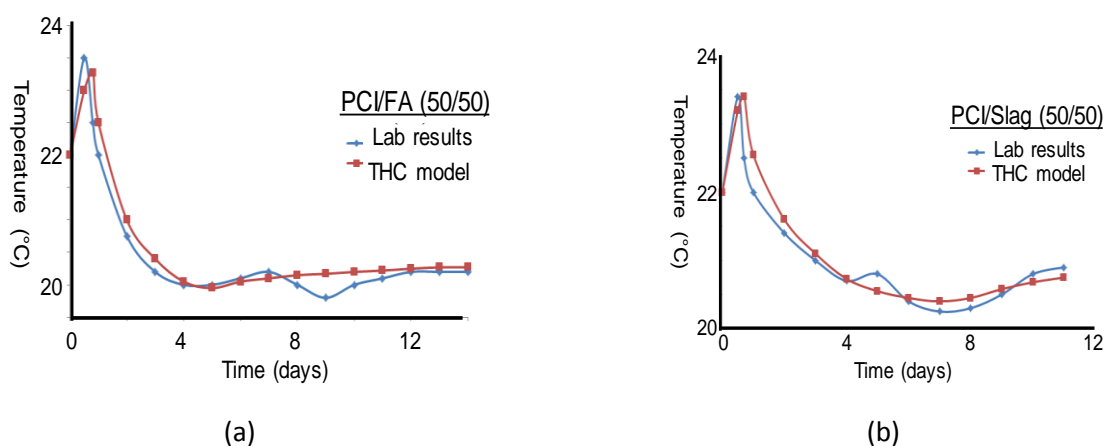 24
22
20
Temperature (°C)
0
4
8
12
Time (days)
PCI/FA (50/50)
Lab results
THC model
(a)
24
22
20
Temperature (°C)
0
4
8
12
Time (days)
PCI/Slag (50/50)
Lab results
THC model
(b)